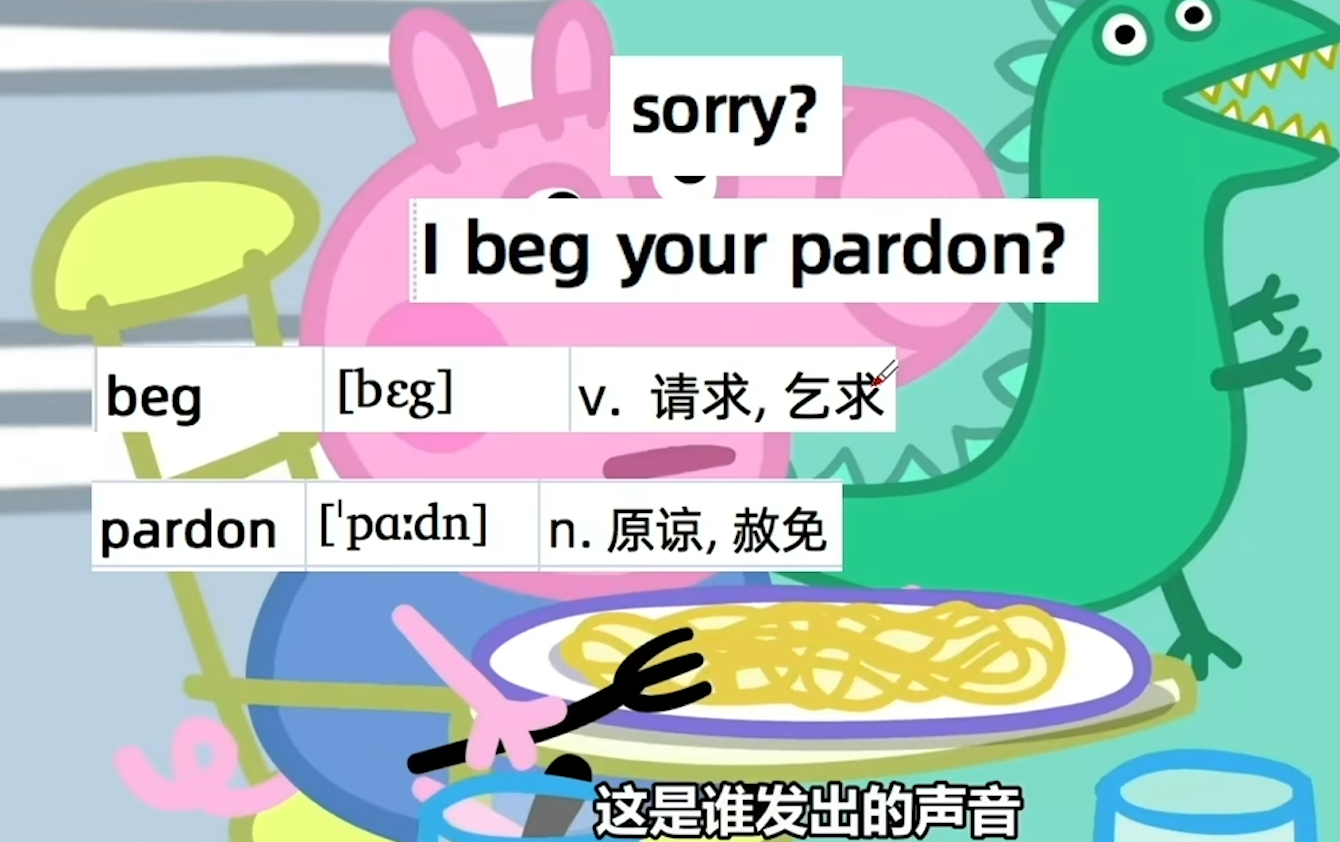 sorry?
I beg your pardon?
beg [bɛg] v. 请求, 乞求
pardon [ˈpɑːdn] n. 原谅, 赦免
这是谁发出的声音